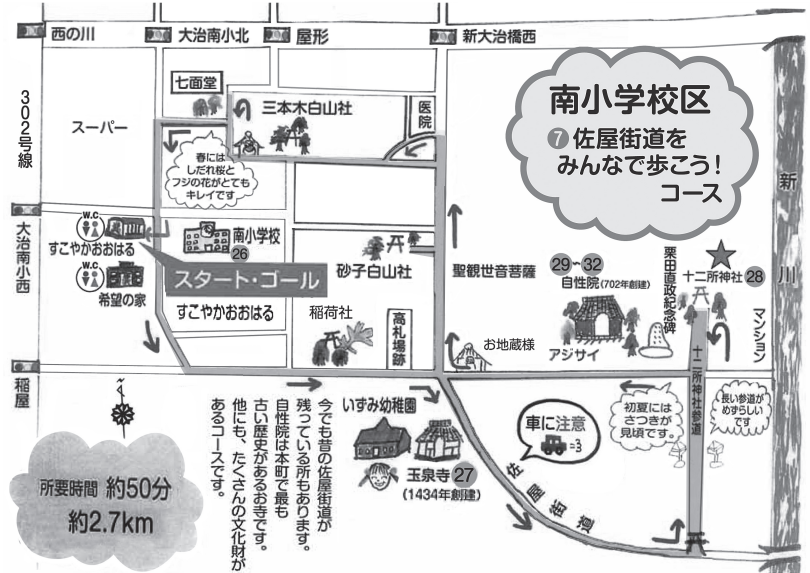 西の川
大治南小北
屋形
新大治橋西
南小学校区
7 佐屋街道を
みんなで歩こう!
コース
302号線
スーパー
七面堂
三本木白山社
医院
春には
しだれ桜と
フジの花がとても
キレイです
新川
大治南小西
W.C
すこやかおおはる
W.C
希望の家
南小学校
26
スタート・ゴール
すこやかおおはる
砂子白山社
稲荷社
高札場跡
聖観世音菩薩
29~32
自性院(702年創建)
アジサイ
お地蔵様
栗田直政紀念碑
十二所神社 28
マンション
十二所神社参道
稲屋
いずみ幼稚園
玉泉寺 27
(1434年創建)
車に注意
初夏には
さつきが
見頃です。
長い参道が
めずらしい
です
佐屋街道
今でも昔の佐屋街道が
残っている所もあります。
自性院は本町で最も
古い歴史があるお寺です。
他にも、たくさんの文化財が
あるコースです。
所要時間 約50分
約2.7km